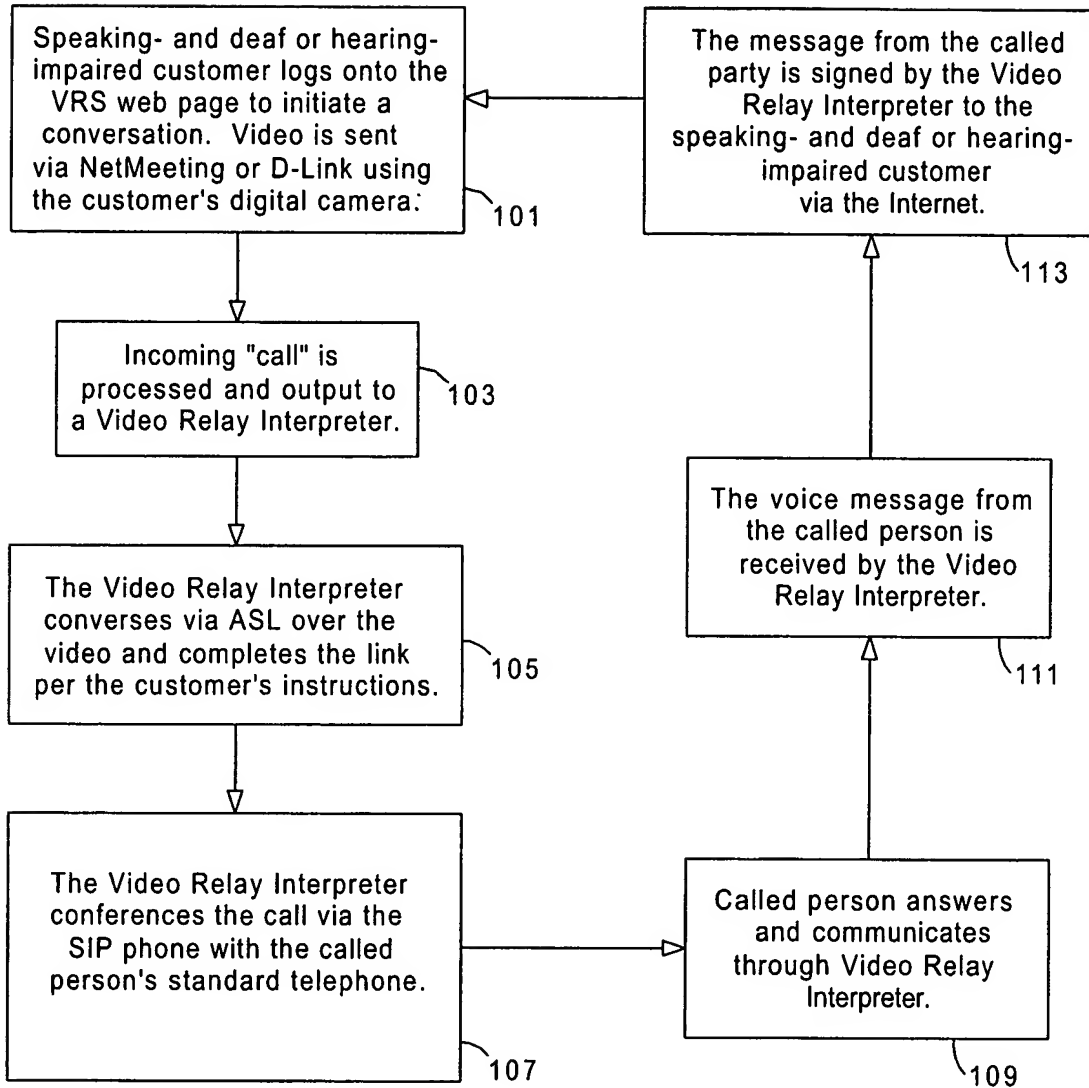 Speaking- and deaf or hearing-
impaired customer logs onto the
VRS web page to initiate a
conversation. Video is sent
via NetMeeting or D-Link using
the customer's digital camera.
101
Incoming "call" is
processed and output to
a Video Relay Interpreter.
103
The Video Relay Interpreter
converses via ASL over the
video and completes the link
per the customer's instructions.
105
The Video Relay Interpreter
conferences the call via the
SIP phone with the called
person's standard telephone.
107
Called person answers
and communicates
through Video Relay
Interpreter.
109
The voice message from
the called person is
received by the Video
Relay Interpreter.
111
The message from the called
party is signed by the Video
Relay Interpreter to the
speaking- and deaf or hearing-
impaired customer
via the Internet.
113